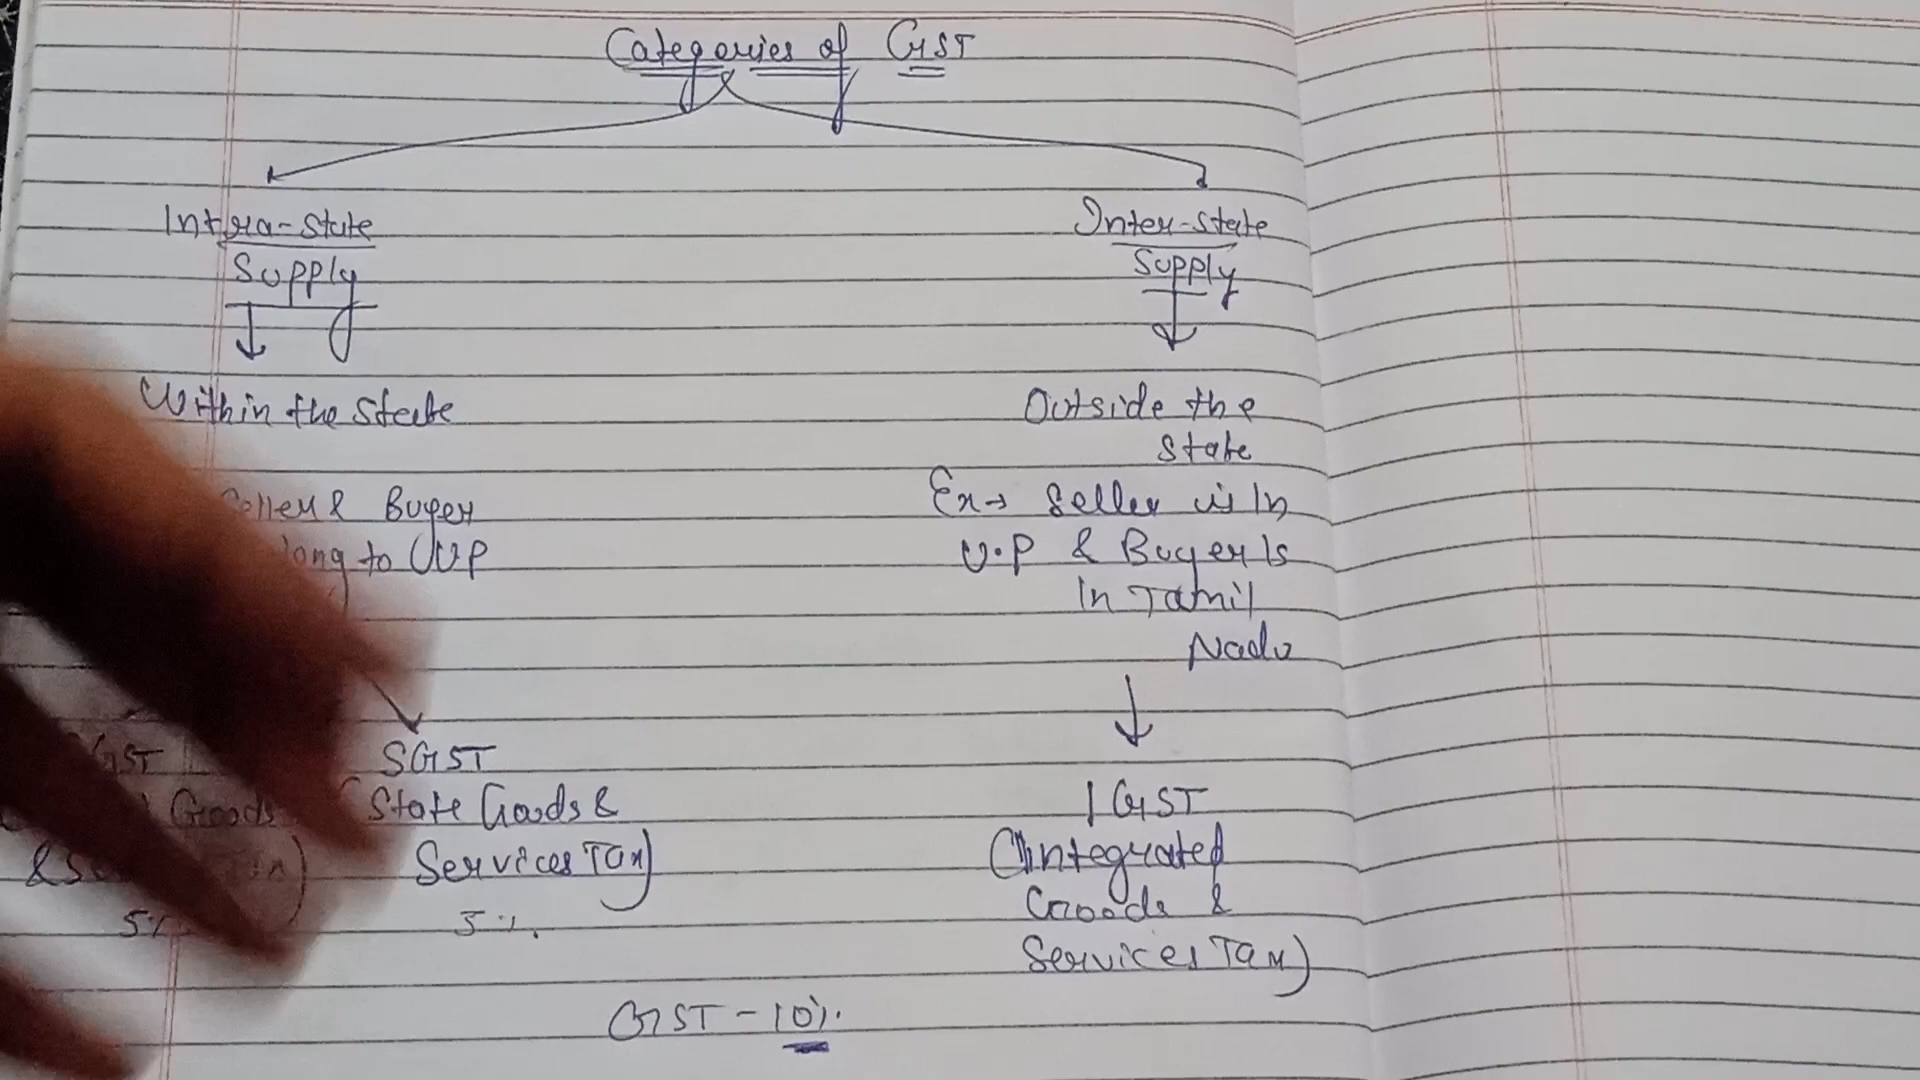 Categories of GST
Intra-State
Supply
Within the State
& Buyer
to U.P
SGST
(State Goods &
Services Tax)
5%
5%.
Inter-State
Supply
Outside the
State
Ex→ Seller is In
U.P & Buyer Is
In Tamil
Nadu
IGST
(Integrated
Goods &
Services Tax)
GST - 10%.